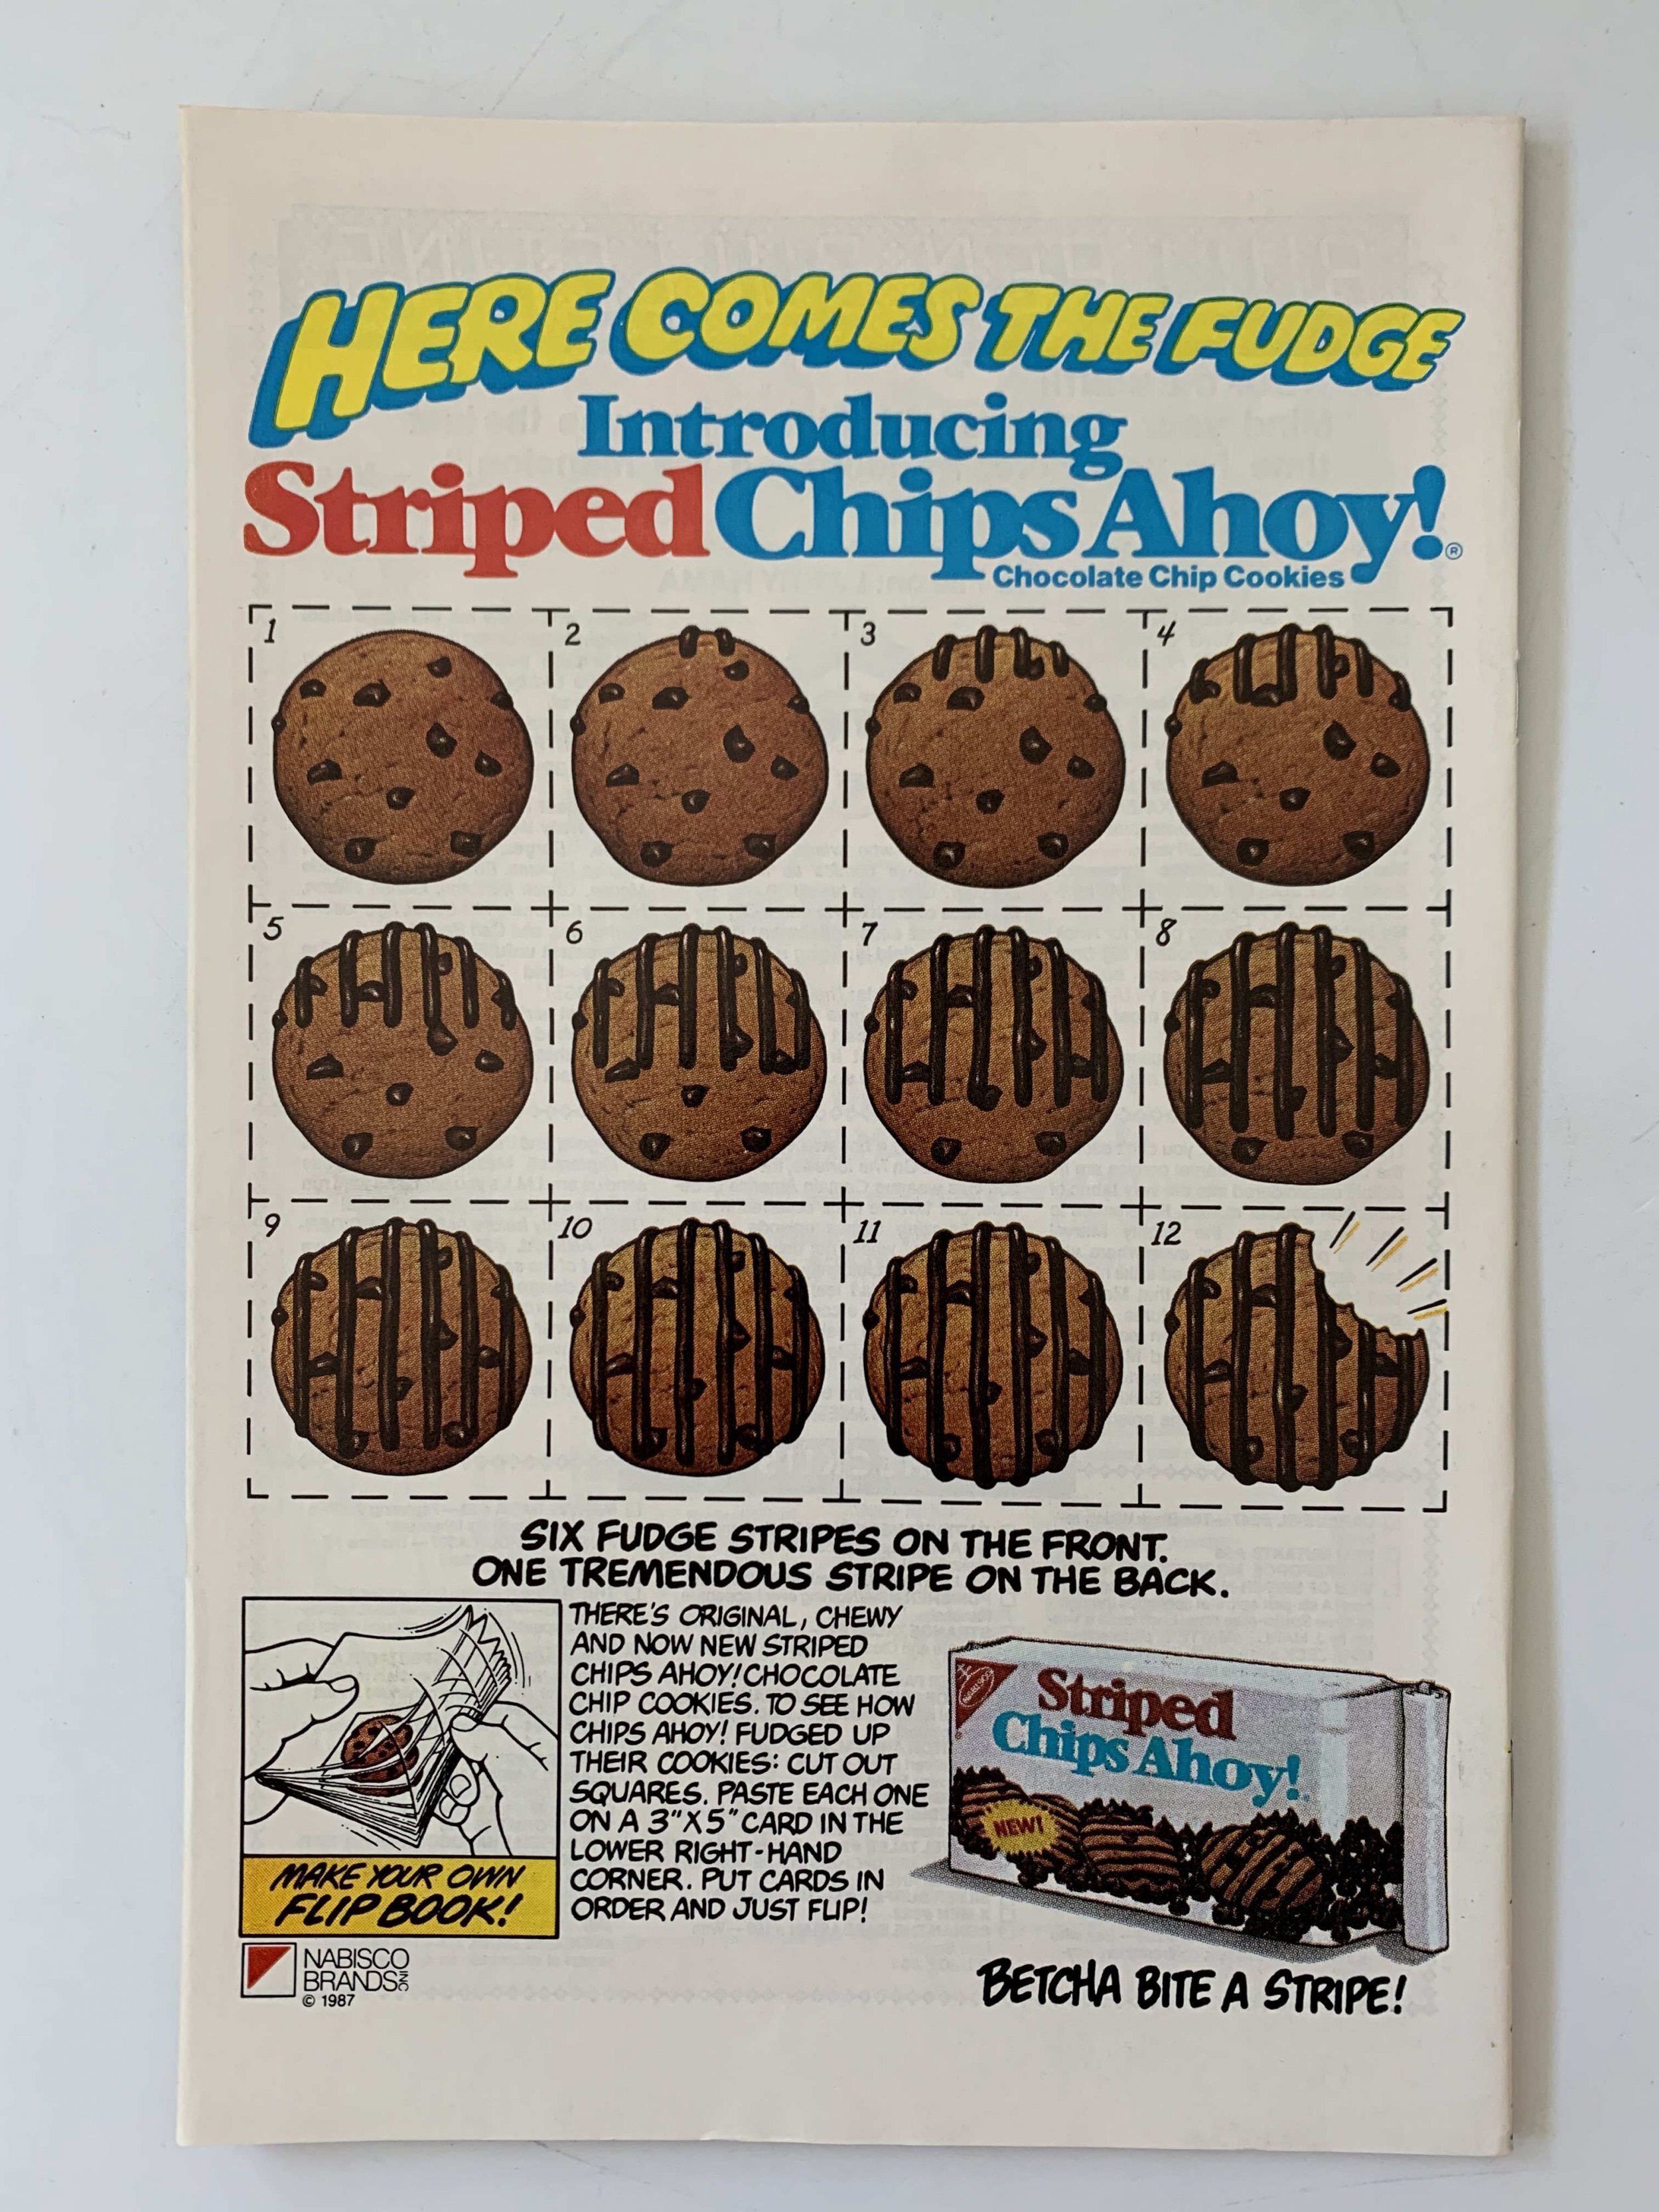 HERE COMES THE FUDGE
Introducing
Striped Chips Ahoy!®
Chocolate Chip Cookies
1
2
3
4
5
6
7
8
9
10
11
12
SIX FUDGE STRIPES ON THE FRONT.
ONE TREMENDOUS STRIPE ON THE BACK.
MAKE YOUR OWN
FLIP BOOK!
THERE'S ORIGINAL, CHEWY
AND NOW NEW STRIPED
CHIPS AHOY! CHOCOLATE
CHIP COOKIES. TO SEE HOW
CHIPS AHOY! FUDGED UP
THEIR COOKIES: CUT OUT
SQUARES. PASTE EACH ONE
ON A 3"X5" CARD IN THE
LOWER RIGHT-HAND
CORNER. PUT CARDS IN
ORDER AND JUST FLIP!
NABISCO
Striped
Chips Ahoy!
NEW!
BETCHA BITE A STRIPE!
NABISCO
BRANDS INC
© 1987